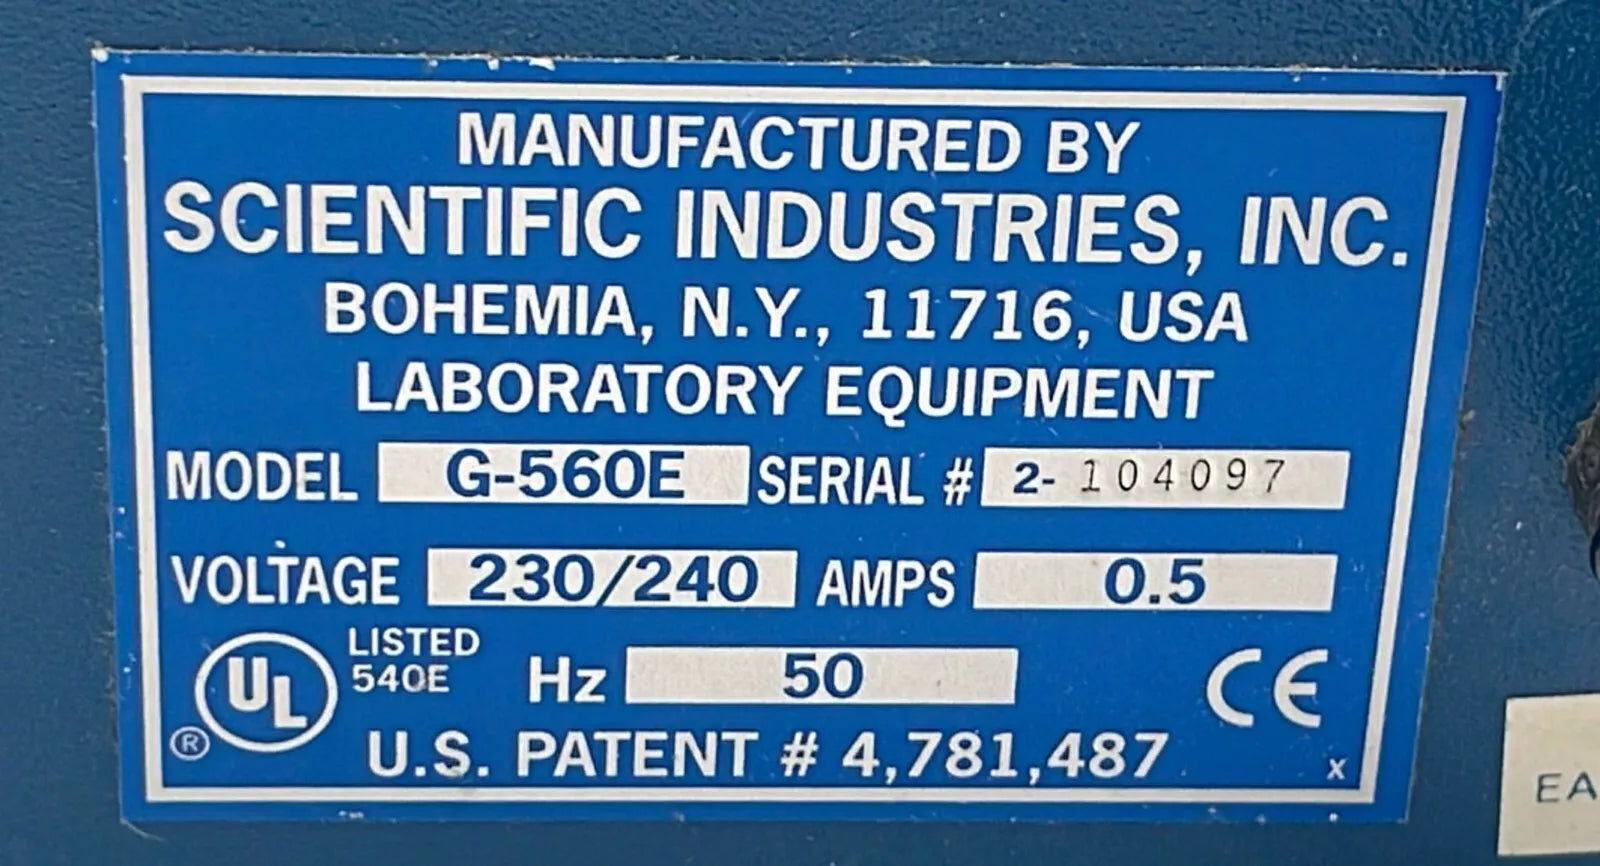 MANUFACTURED BY
SCIENTIFIC INDUSTRIES, INC.
BOHEMIA, N.Y., 11716, USA
LABORATORY EQUIPMENT
MODEL G-560E SERIAL # 2- 104097
VOLTAGE 230/240 AMPS 0.5
UL LISTED
540E Hz 50 CE
® U.S. PATENT # 4,781,487 x
EA